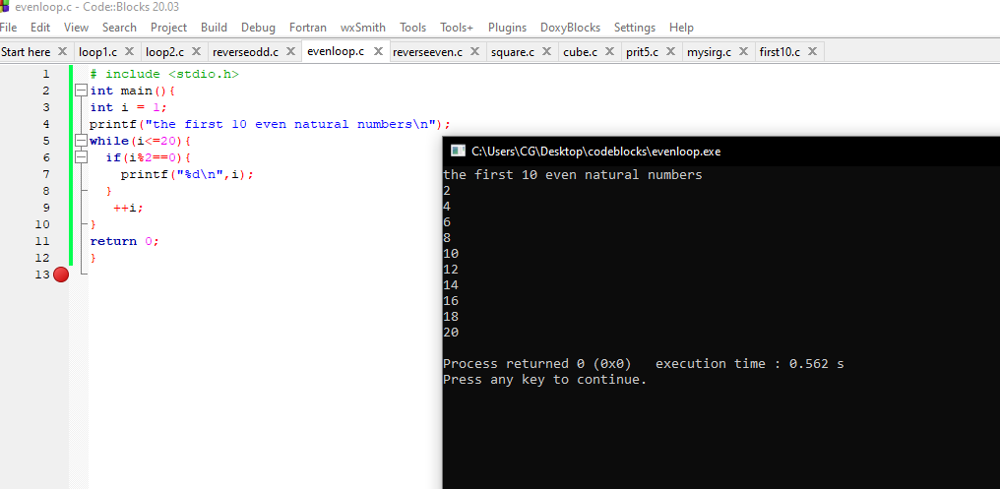 evenloop.c - Code::Blocks 20.03
File Edit View Search Project Build Debug Fortran wxSmith Tools Tools+ Plugins DoxyBlocks Settings Help
Start here X loop1.c X loop2.c X reverseodd.c X evenloop.c X reverseeven.c X square.c X cube.c X prit5.c X mysirg.c X first10.c X
1 # include <stdio.h>
2 int main(){
3 int i = 1;
4 printf("the first 10 even natural numbers\n");
5 while(i<=20){
6 if(i%2==0){
7 printf("%d\n",i);
8 }
9 ++i;
10 }
11 return 0;
12 }
13
C:\Users\CG\Desktop\codeblocks\evenloop.exe
the first 10 even natural numbers
2
4
6
8
10
12
14
16
18
20
Process returned 0 (0x0)   execution time : 0.562 s
Press any key to continue.